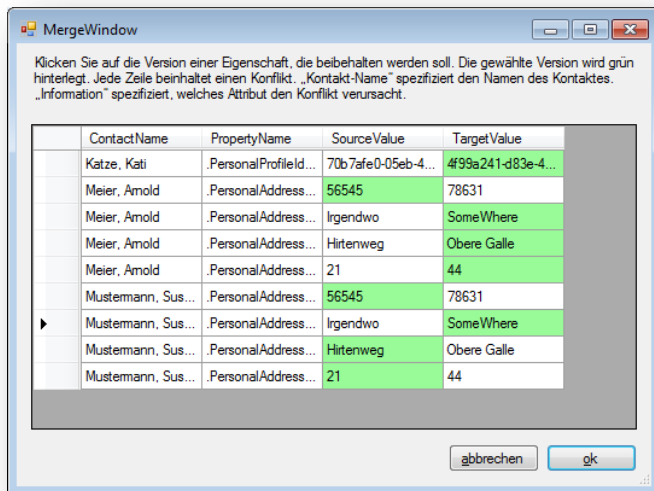 MergeWindow
Klicken Sie auf die Version einer Eigenschaft, die beibehalten werden soll. Die gewählte Version wird grün
hinterlegt. Jede Zeile beinhaltet einen Konflikt. „Kontakt-Name" spezifiziert den Namen des Kontaktes.
„Information" spezifiziert, welches Attribut den Konflikt verursacht.
ContactName PropertyName SourceValue TargetValue
Katze, Kati .PersonalProfileId... 70b7afe0-05eb-4... 4f99a241-d83e-4...
Meier, Arnold .PersonalAddress... 56545 78631
Meier, Arnold .PersonalAddress... Irgendwo SomeWhere
Meier, Arnold .PersonalAddress... Hirtenweg Obere Galle
Meier, Arnold .PersonalAddress... 21 44
Mustermann, Sus... .PersonalAddress... 56545 78631
Mustermann, Sus... .PersonalAddress... Irgendwo SomeWhere
Mustermann, Sus... .PersonalAddress... Hirtenweg Obere Galle
Mustermann, Sus... .PersonalAddress... 21 44
abbrechen ok